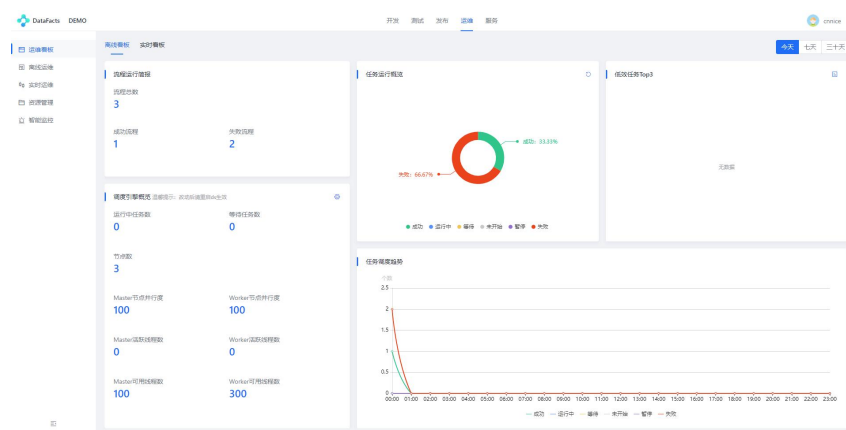 DataFacts DEMO
开发 测试 发布 运维 服务
cnnice
运维看板
离线运维
实时运维
资源管理
智能监控
离线看板 实时看板
今天 七天 三十天
流程运行简报
流程总数
3
成功流程 失败流程
1 2
任务运行概览
成功: 33.33%
失败: 66.67%
成功 运行中 等待 未开始 暂停 失败
低效任务Top3
无数据
调度引擎概览
运行中任务数 等待任务数
0 0
节点数
3
Master节点并行度 Worker节点并行度
100 100
Master活跃线程数 Worker活跃线程数
0 0
Master可用线程数 Worker可用线程数
100 300
任务调度趋势
个数
2.5
2
1.5
1
0.5
0
00:00 01:00 02:00 03:00 04:00 05:00 06:00 07:00 08:00 09:00 10:00 11:00 12:00 13:00 14:00 15:00 16:00 17:00 18:00 19:00 20:00 21:00 22:00 23:00
成功 运行中 等待 未开始 暂停 失败